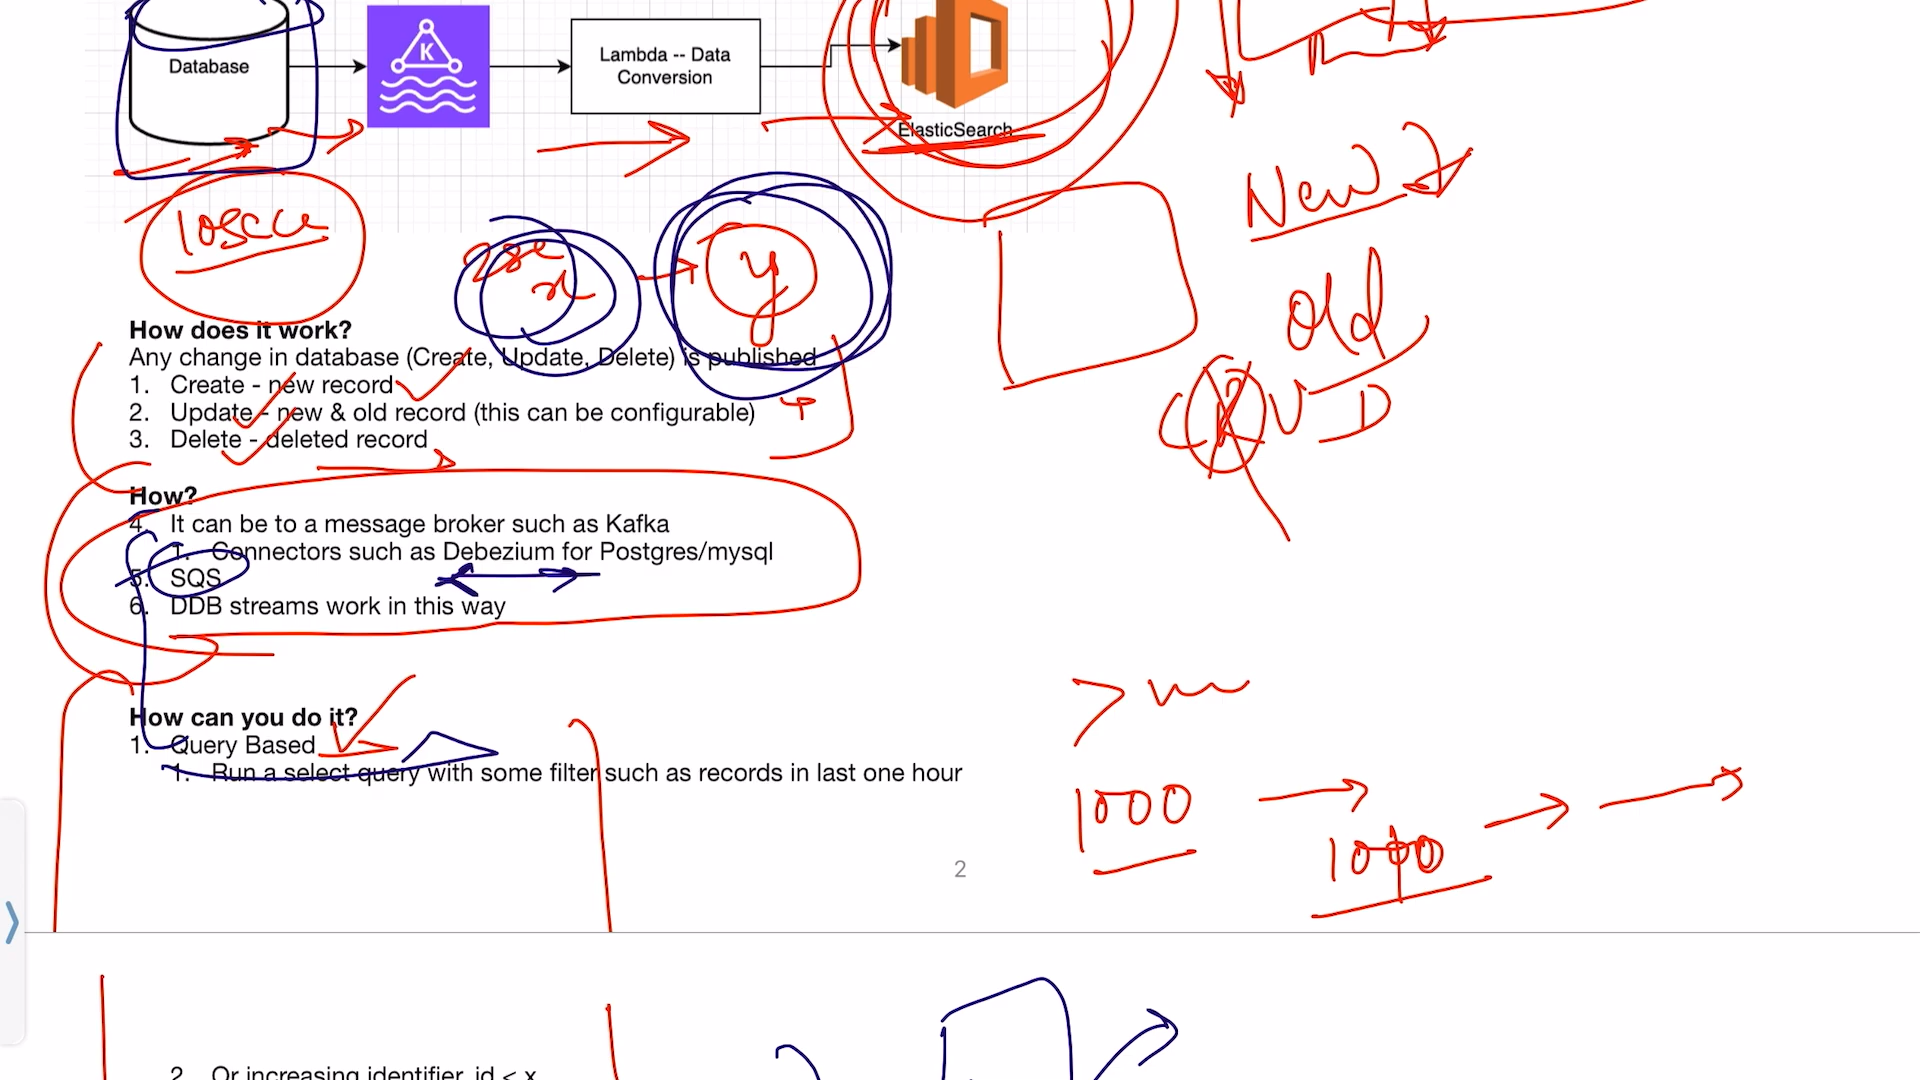 Database
K
Lambda -- Data
Conversion
ElasticSearch
New
10sec
x
y
old
How does it work?
Any change in database (Create, Update, Delete) is published
1. Create - new record
2. Update - new & old record (this can be configurable)
3. Delete - deleted record
C R U D
How?
4. It can be to a message broker such as Kafka
1. Connectors such as Debezium for Postgres/mysql
5. SQS
6. DDB streams work in this way
How can you do it?
1. Query Based
1. Run a select query with some filter such as records in last one hour
1000
1000
2
2. Or increasing identifier, id < x